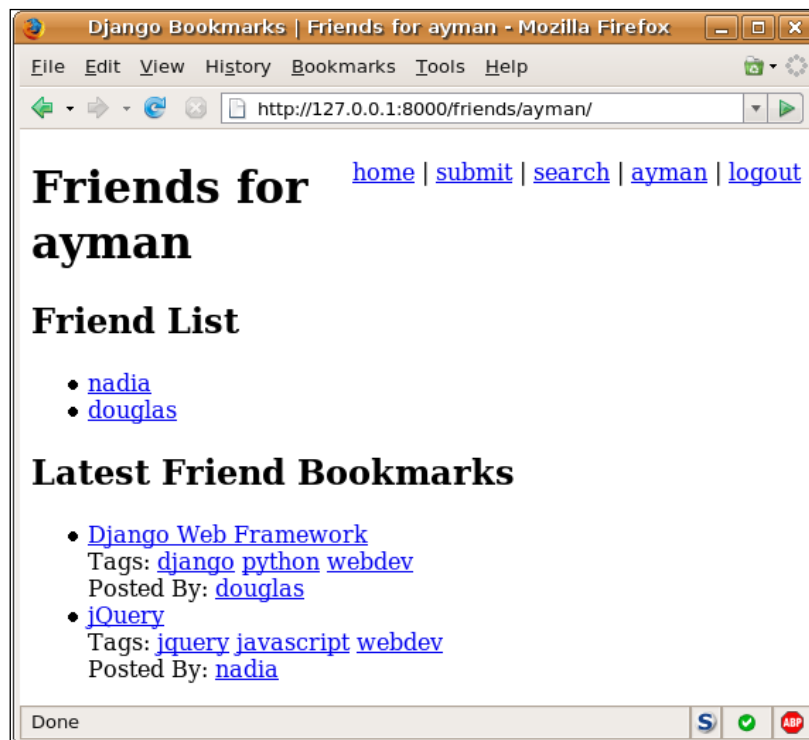 Django Bookmarks | Friends for ayman - Mozilla Firefox
File Edit View History Bookmarks Tools Help
http://127.0.0.1:8000/friends/ayman/
home | submit | search | ayman | logout
Friends for
ayman
Friend List
nadia
douglas
Latest Friend Bookmarks
Django Web Framework
Tags: django python webdev
Posted By: douglas
jQuery
Tags: jquery javascript webdev
Posted By: nadia
Done
S
ABP